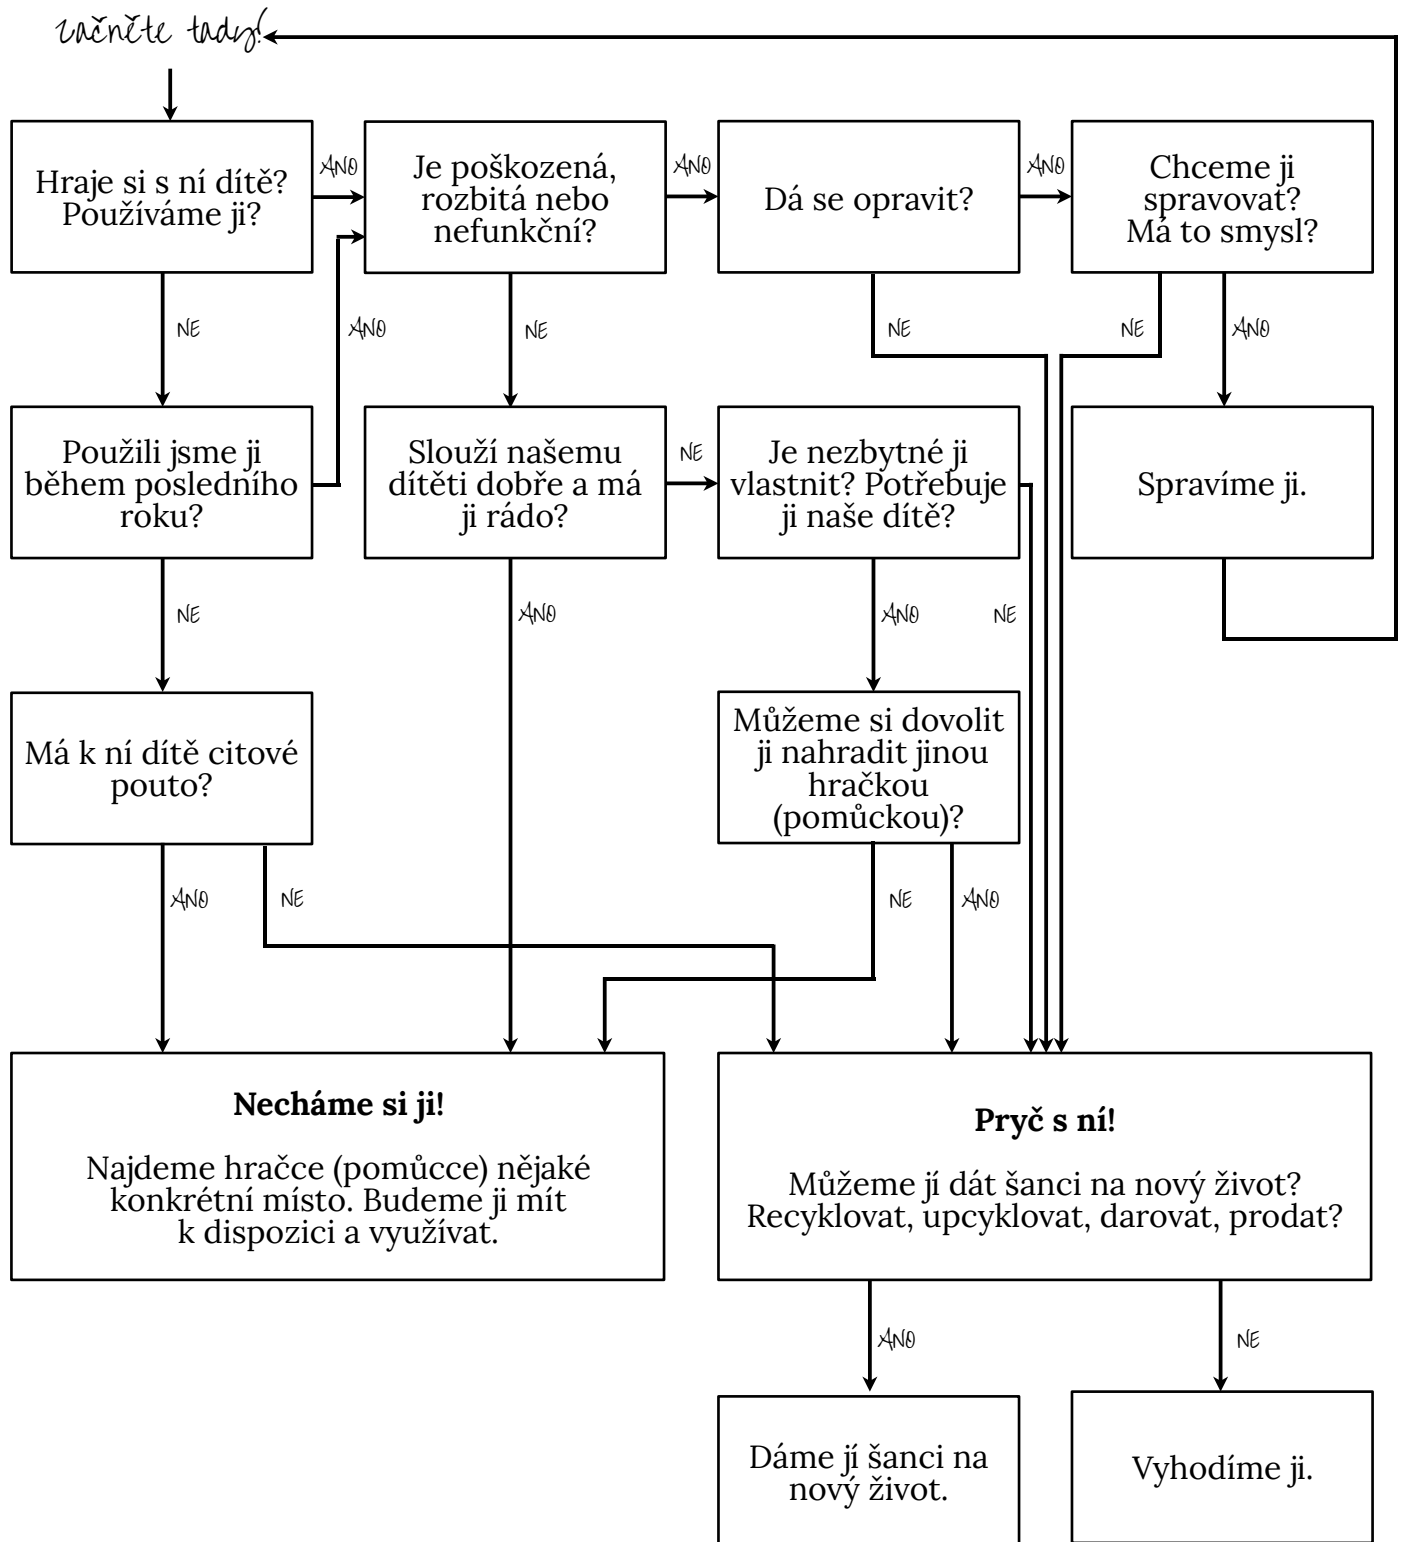 začněte tady!
Hraje si s ní dítě?
Používáme ji?
ANO
Je poškozená,
rozbitá nebo
nefunkční?
ANO
Dá se opravit?
ANO
Chceme ji
spravovat?
Má to smysl?
NE
ANO
NE
NE
NE
ANO
Použili jsme ji
během posledního
roku?
Slouží našemu
dítěti dobře a má
ji rádo?
NE
Je nezbytné ji
vlastnit? Potřebuje
ji naše dítě?
Spravíme ji.
NE
ANO
ANO
NE
Má k ní dítě citové
pouto?
Můžeme si dovolit
ji nahradit jinou
hračkou
(pomůckou)?
ANO
NE
NE
ANO
Necháme si ji!
Najdeme hračce (pomůcce) nějaké
konkrétní místo. Budeme ji mít
k dispozici a využívat.
Pryč s ní!
Můžeme jí dát šanci na nový život?
Recyklovat, upcyklovat, darovat, prodat?
ANO
NE
Dáme jí šanci na
nový život.
Vyhodíme ji.